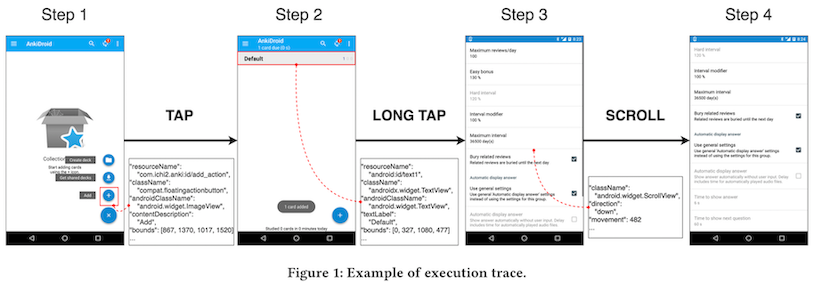 Step 1
Step 2
Step 3
Step 4
AnkiDroid
Collection
Start adding cards
using the + icon.
Create deck
Get shared decks
Add
TAP
"resourceName":
"com.ichi2.anki:id/add_action",
"className":
"compat.floatingactionbutton",
"androidClassName":
"android.widget.ImageView",
"contentDescription":
"Add",
"bounds": [867, 1370, 1017, 1520]
...
AnkiDroid
1 card due
Default
1 card added
Studied 0 cards in 0 minutes today
LONG TAP
"resourceName":
"android.id/text1",
"className":
"androidx.widget.TextView",
"androidClassName":
"android.widget.TextView",
"textLabel":
"Default",
"bounds": [0, 327, 1080, 477]
...
Maximum reviews/day
100
Easy bonus
130 %
Hard interval
120 %
Interval modifier
100 %
Maximum interval
36500 day(s)
Bury related reviews
Related reviews are buried until the next day
Use general settings
Use general 'Automatic display answer' settings
instead of using the settings for this group.
Automatic display answer
Show answer automatically without user input. Delay
includes time for automatically played audio files
SCROLL
"className":
"android.widget.ScrollView",
"direction":
"down",
"movement": 482
...
Hard interval
120 %
Interval modifier
100 %
Maximum interval
36500 day(s)
Bury related reviews
Related reviews are buried until the next day
Automatic display answer
Use general settings
Use general 'Automatic display answer' settings
instead of using the settings for this group.
Automatic display answer
Show answer automatically without user input. Delay
includes time for automatically played audio files
Time to show answer
Time to show next question
Figure 1: Example of execution trace.